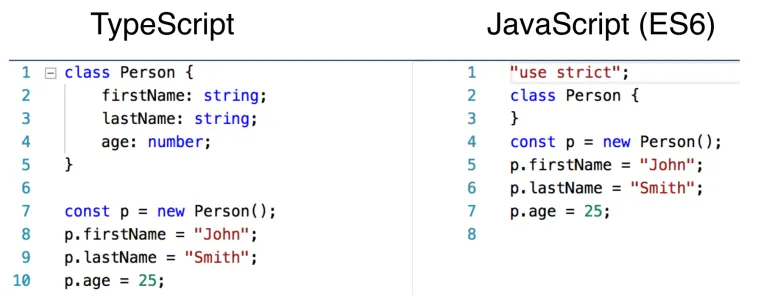 TypeScript
1 class Person {
2 firstName: string;
3 lastName: string;
4 age: number;
5 }
6
7 const p = new Person();
8 p.firstName = "John";
9 p.lastName = "Smith";
10 p.age = 25;
JavaScript (ES6)
1 "use strict";
2 class Person {
3 }
4 const p = new Person();
5 p.firstName = "John";
6 p.lastName = "Smith";
7 p.age = 25;
8